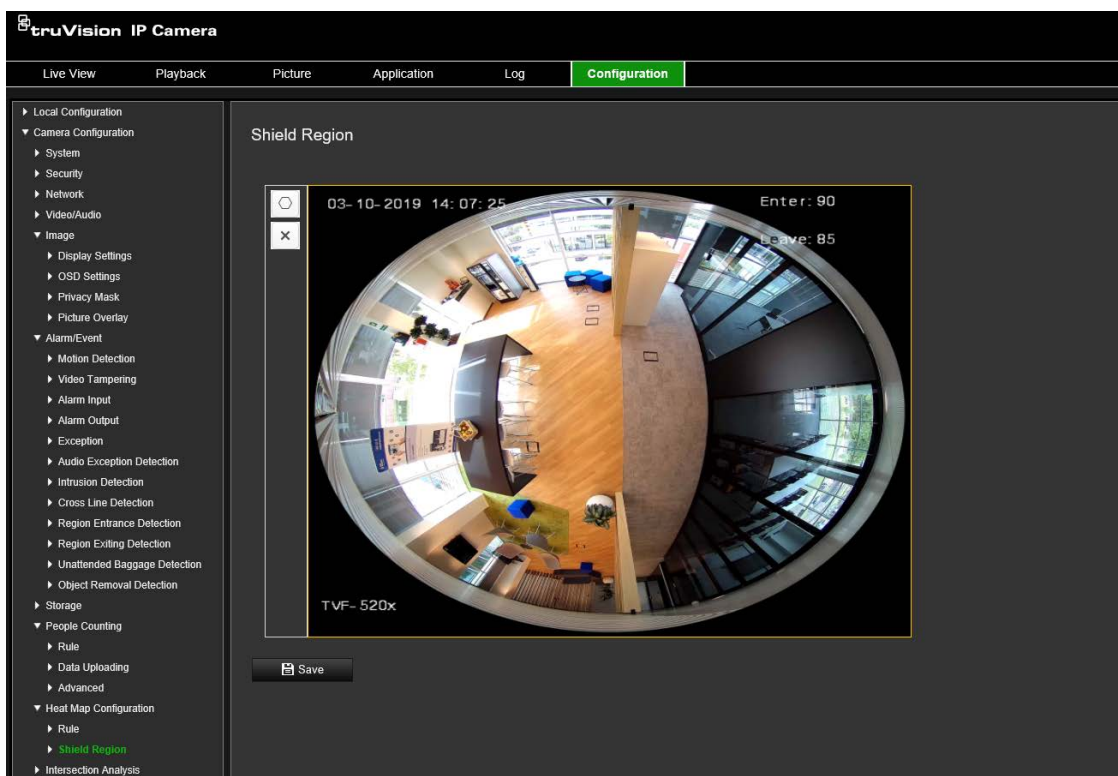 truVision IP Camera
Live View Playback Picture Application Log Configuration
Local Configuration
Camera Configuration
System
Security
Network
Video/Audio
Image
Display Settings
OSD Settings
Privacy Mask
Picture Overlay
Alarm/Event
Motion Detection
Video Tampering
Alarm Input
Alarm Output
Exception
Audio Exception Detection
Intrusion Detection
Cross Line Detection
Region Entrance Detection
Region Exiting Detection
Unattended Baggage Detection
Object Removal Detection
Storage
People Counting
Rule
Data Uploading
Advanced
Heat Map Configuration
Rule
Shield Region
Intersection Analysis
Shield Region
03-10-2019 14:07:25
Enter: 90
Leave: 85
TVF-520x
Save